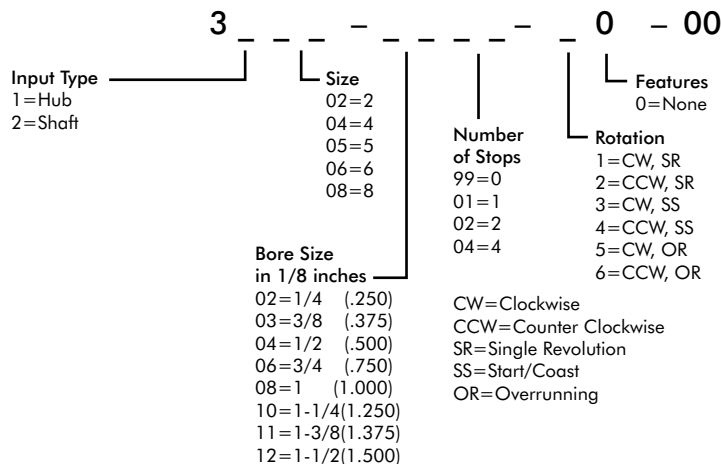 3 _ _ _ – _ _ _ _ – _ 0 – 00
Input Type
1=Hub
2=Shaft
Size
02=2
04=4
05=5
06=6
08=8
Bore Size
in 1/8 inches
02=1/4 (.250)
03=3/8 (.375)
04=1/2 (.500)
06=3/4 (.750)
08=1 (1.000)
10=1-1/4(1.250)
11=1-3/8(1.375)
12=1-1/2(1.500)
Number
of Stops
99=0
01=1
02=2
04=4
Features
0=None
Rotation
1=CW, SR
2=CCW, SR
3=CW, SS
4=CCW, SS
5=CW, OR
6=CCW, OR
CW=Clockwise
CCW=Counter Clockwise
SR=Single Revolution
SS=Start/Coast
OR=Overrunning